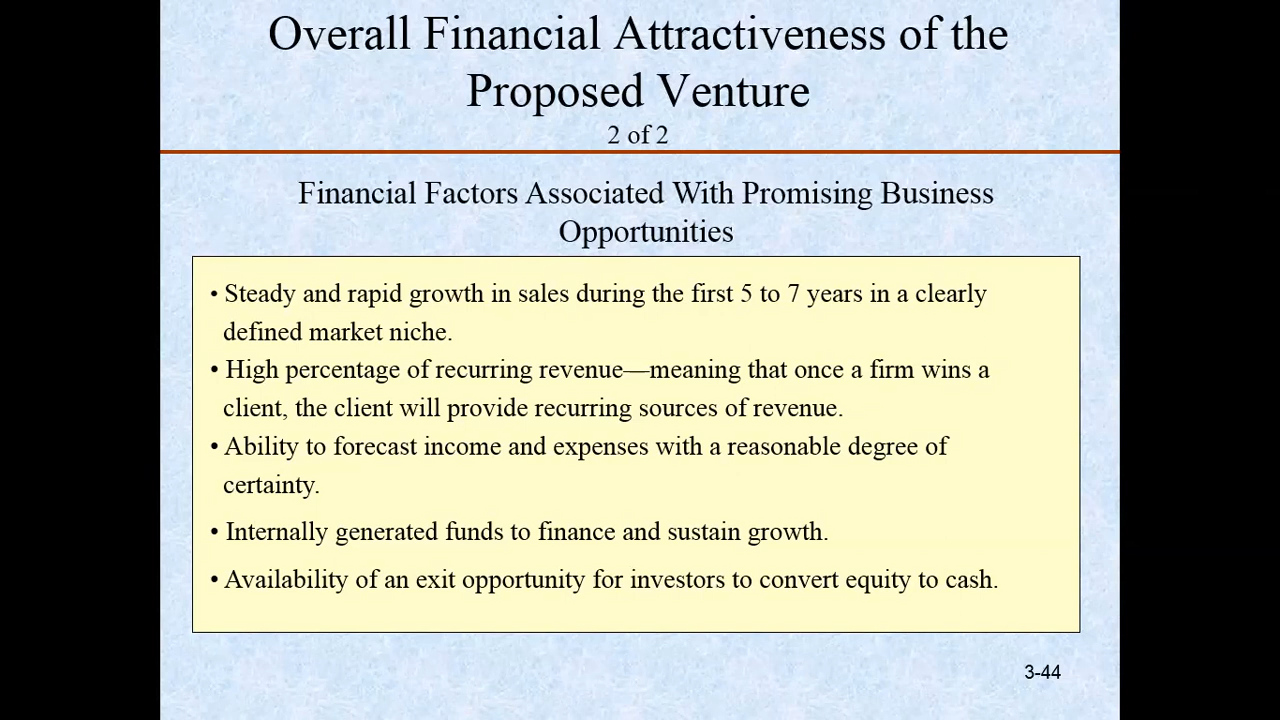 Overall Financial Attractiveness of the
Proposed Venture
2 of 2
Financial Factors Associated With Promising Business
Opportunities
• Steady and rapid growth in sales during the first 5 to 7 years in a clearly
defined market niche.
• High percentage of recurring revenue—meaning that once a firm wins a
client, the client will provide recurring sources of revenue.
• Ability to forecast income and expenses with a reasonable degree of
certainty.
• Internally generated funds to finance and sustain growth.
• Availability of an exit opportunity for investors to convert equity to cash.
3-44